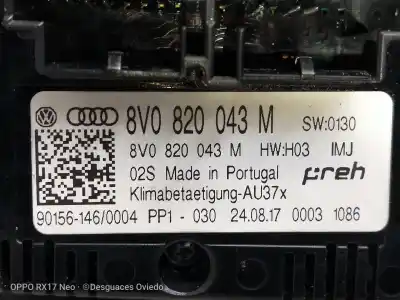 8V0 820 043 M SW:0130
8V0 820 043 M HW:H03 IMJ
02S Made in Portugal preh
Klimabetaetigung-AU37x
90156-146/0004 PP1 - 030 24.08.17 0003 1086
OPPO RX17 Neo · ©Desguaces Oviedo